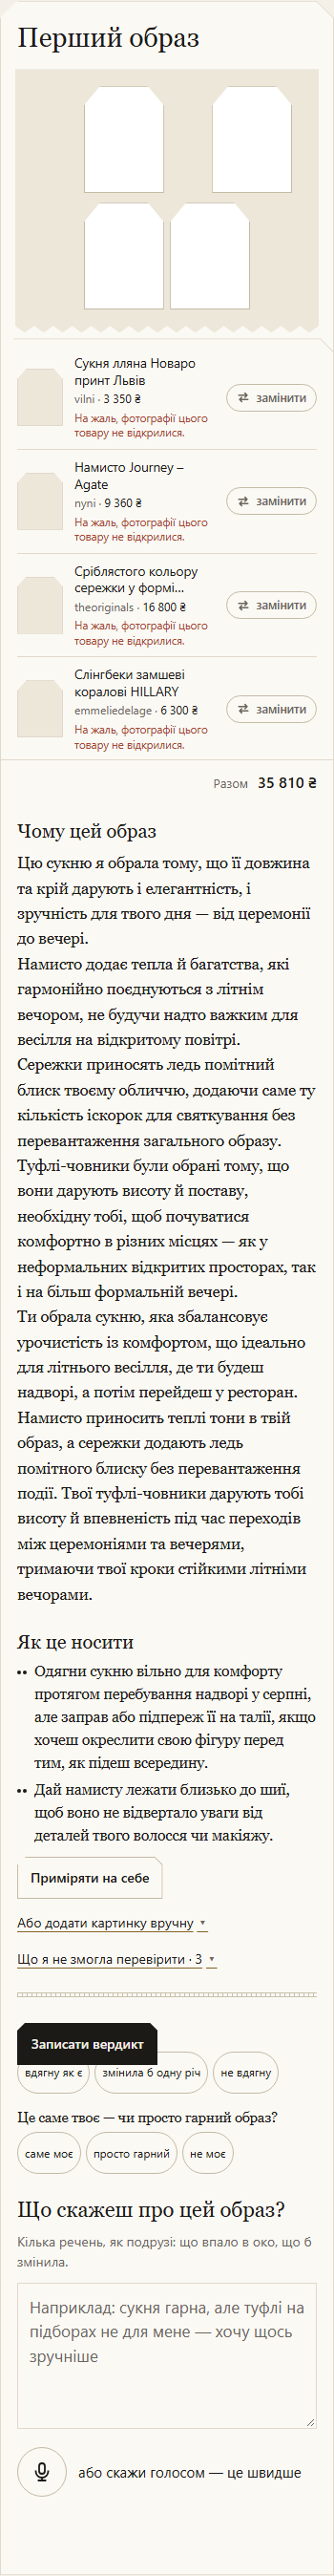 Перший образ
Сукня лляна Новаро
принт Львів
vilni · 3 350 ₴
На жаль, фотографії цього
товару не відкрилися.
замінити
Намисто Journey –
Agate
nyni · 9 360 ₴
На жаль, фотографії цього
товару не відкрилися.
замінити
Сріблястого кольору
сережки у формі...
theoriginals · 16 800 ₴
На жаль, фотографії цього
товару не відкрилися.
замінити
Слінгбеки замшеві
коралові HILLARY
emmeliedelage · 6 300 ₴
На жаль, фотографії цього
товару не відкрилися.
замінити
Разом 35 810 ₴
Чому цей образ
Цю сукню я обрала тому, що її довжина
та крій дарують і елегантність, і
зручність для твого дня — від церемонії
до вечері.
Намисто додає тепла й багатства, які
гармонійно поєднуються з літнім
вечором, не будучи надто важким для
весілля на відкритому повітрі.
Сережки приносять ледь помітний
блиск твоєму обличчю, додаючи саме ту
кількість іскорок для святкування без
перевантаження загального образу.
Туфлі-човники були обрані тому, що
вони дарують висоту й поставу,
необхідну тобі, щоб почуватися
комфортно в різних місцях — як у
неформальних відкритих просторах, так
і на більш формальній вечері.
Ти обрала сукню, яка збалансовує
урочистість із комфортом, що ідеально
для літнього весілля, де ти будеш
надворі, а потім перейдеш у ресторан.
Намисто приносить теплі тони в твій
образ, а сережки додають ледь
помітного блиску без перевантаження
події. Твої туфлі-човники дарують тобі
висоту й впевненість під час переходів
між церемоніями та вечерями,
тримаючи твої кроки стійкими літніми
вечорами.
Як це носити
•• Одягни сукню вільно для комфорту
протягом перебування надворі у серпні,
але заправ або підпереж її на талії, якщо
хочеш окреслити свою фігуру перед
тим, як підеш всередину.
•• Дай намисту лежати близько до шиї,
щоб воно не відвертало уваги від
деталей твого волосся чи макіяжу.
Приміряти на себе
Або додати картинку вручну
Що я не змогла перевірити · 3
Записати вердикт
вдягну як є
змінила б одну річ
не вдягну
Це саме твоє — чи просто гарний образ?
саме моє
просто гарний
не моє
Що скажеш про цей образ?
Кілька речень, як подрузі: що впало в око, що б
змінила.
Наприклад: сукня гарна, але туфлі на
підборах не для мене — хочу щось
зручніше
або скажи голосом — це швидше